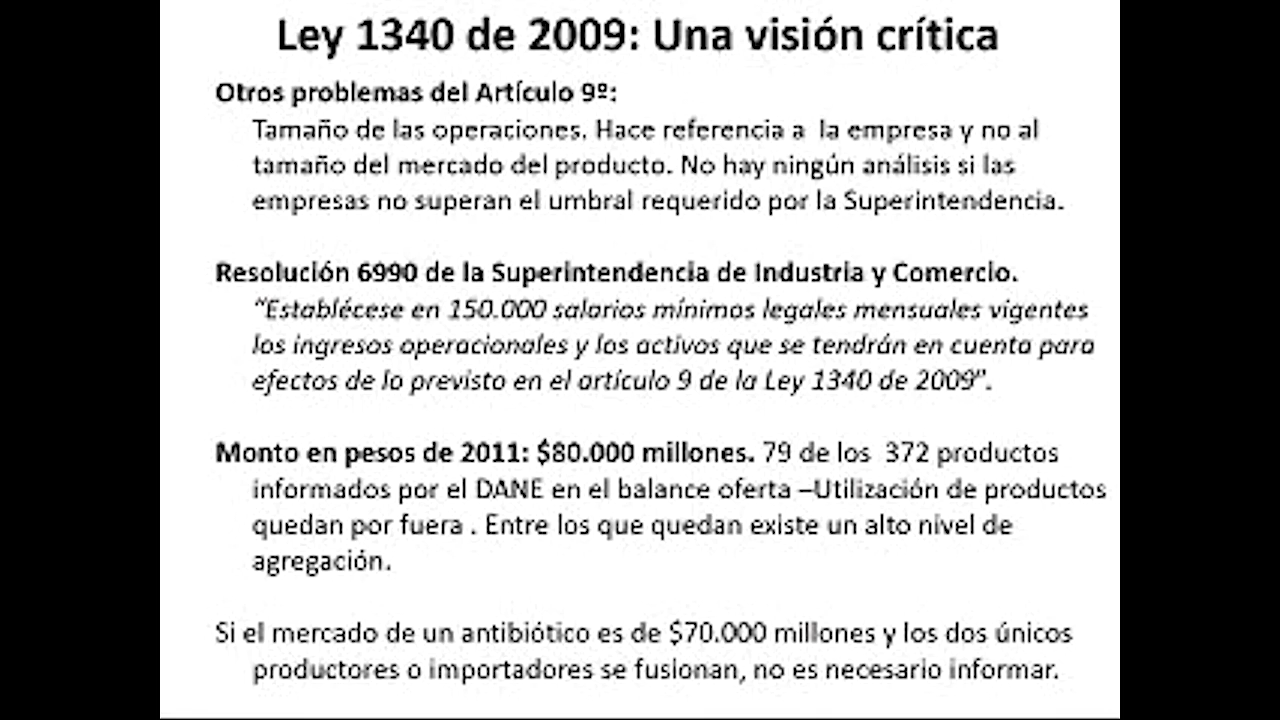 Ley 1340 de 2009: Una visión crítica
Otros problemas del Artículo 9º:
Tamaño de las operaciones. Hace referencia a la empresa y no al
tamaño del mercado del producto. No hay ningún análisis si las
empresas no superan el umbral requerido por la Superintendencia.
Resolución 6990 de la Superintendencia de Industria y Comercio.
"Establécese en 150.000 salarios mínimos legales mensuales vigentes
los ingresos operacionales y los activos que se tendrán en cuenta para
efectos de lo previsto en el artículo 9 de la Ley 1340 de 2009".
Monto en pesos de 2011: $80.000 millones. 79 de los 372 productos
informados por el DANE en el balance oferta –Utilización de productos
quedan por fuera . Entre los que quedan existe un alto nivel de
agregación.
Si el mercado de un antibiótico es de $70.000 millones y los dos únicos
productores o importadores se fusionan, no es necesario informar.